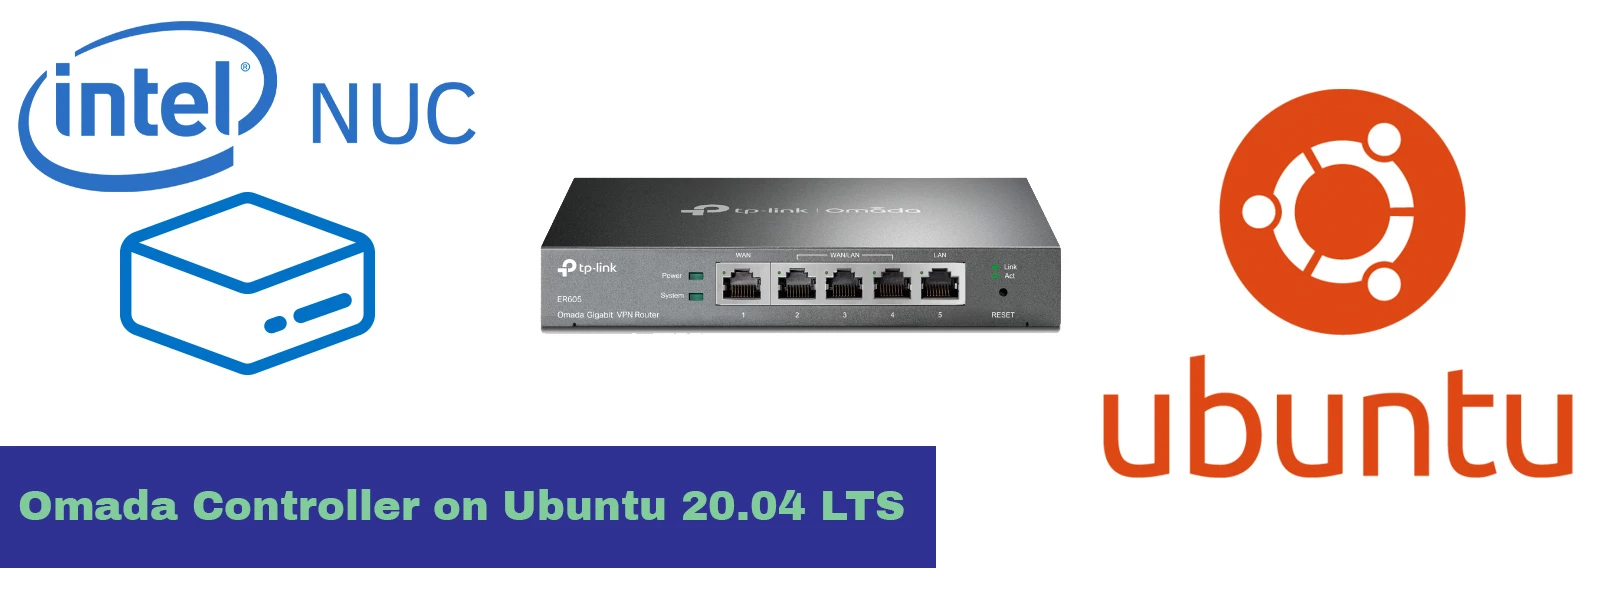 intel® NUC
tp-link | omada
WAN WAN/LAN LAN
tp-link
Power
Link
Act
System
ER605
Omada Gigabit VPN Router
1 2 3 4 5
RESET
ubuntu
Omada Controller on Ubuntu 20.04 LTS